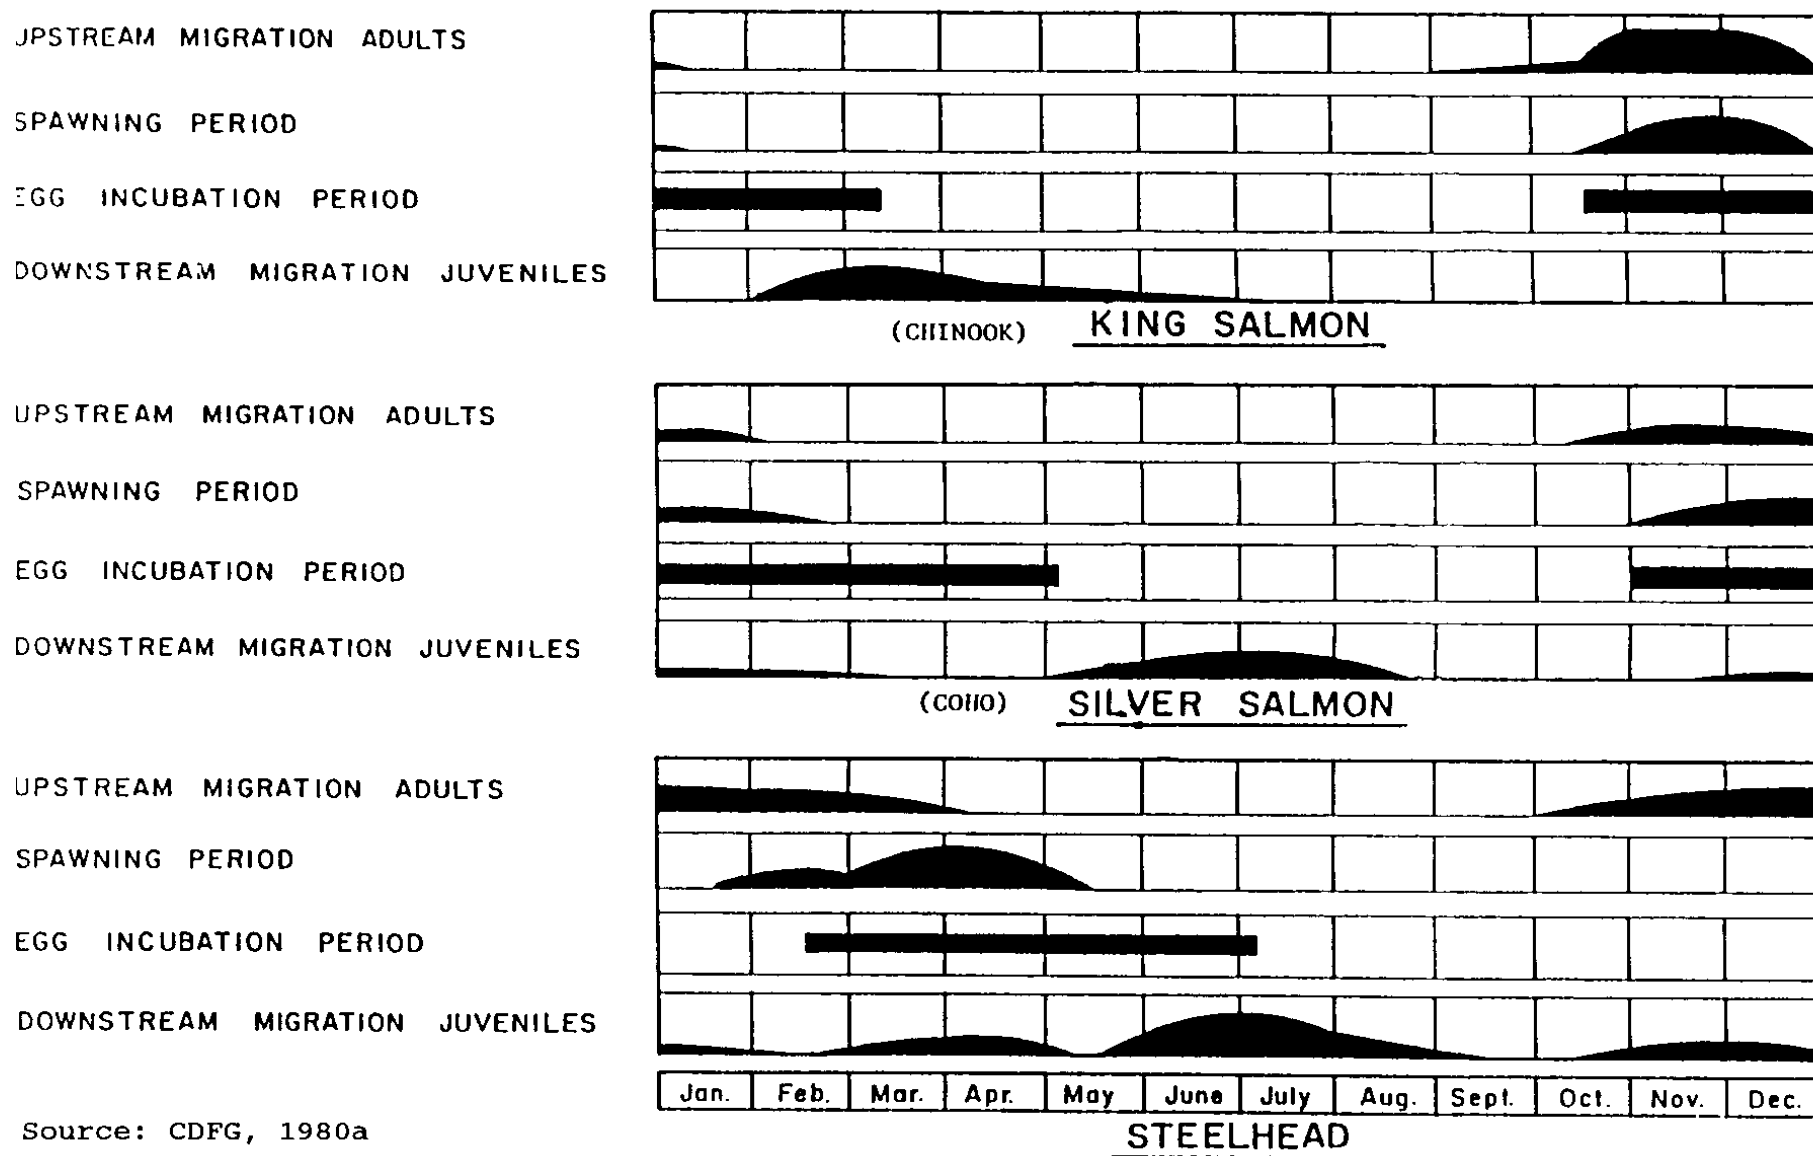 UPSTREAM MIGRATION ADULTS
SPAWNING PERIOD
EGG INCUBATION PERIOD
DOWNSTREAM MIGRATION JUVENILES
(CHINOOK) KING SALMON
UPSTREAM MIGRATION ADULTS
SPAWNING PERIOD
EGG INCUBATION PERIOD
DOWNSTREAM MIGRATION JUVENILES
(COHO) SILVER SALMON
UPSTREAM MIGRATION ADULTS
SPAWNING PERIOD
EGG INCUBATION PERIOD
DOWNSTREAM MIGRATION JUVENILES
Jan. Feb. Mar. Apr. May June July Aug. Sept. Oct. Nov. Dec.
Source: CDFG, 1980a
STEELHEAD